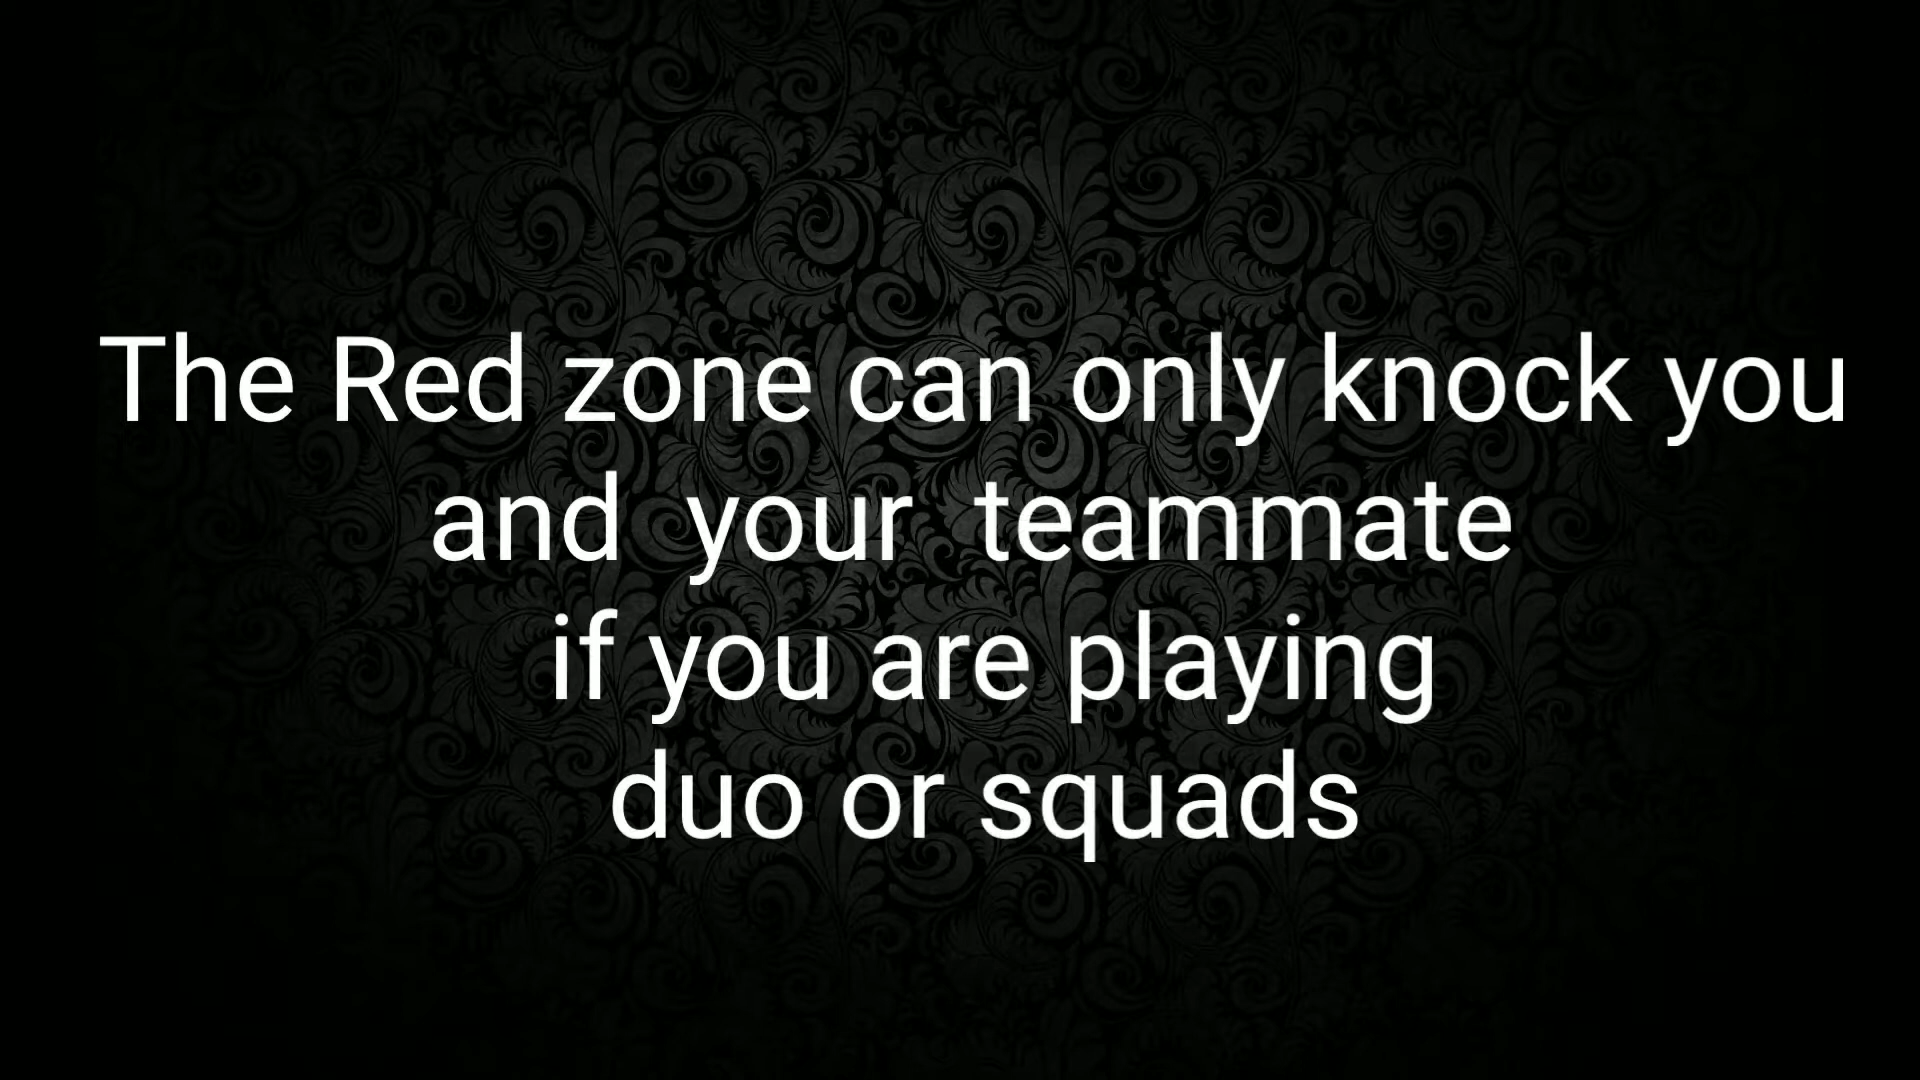 The Red zone can only knock you
and your teammate
if you are playing
duo or squads